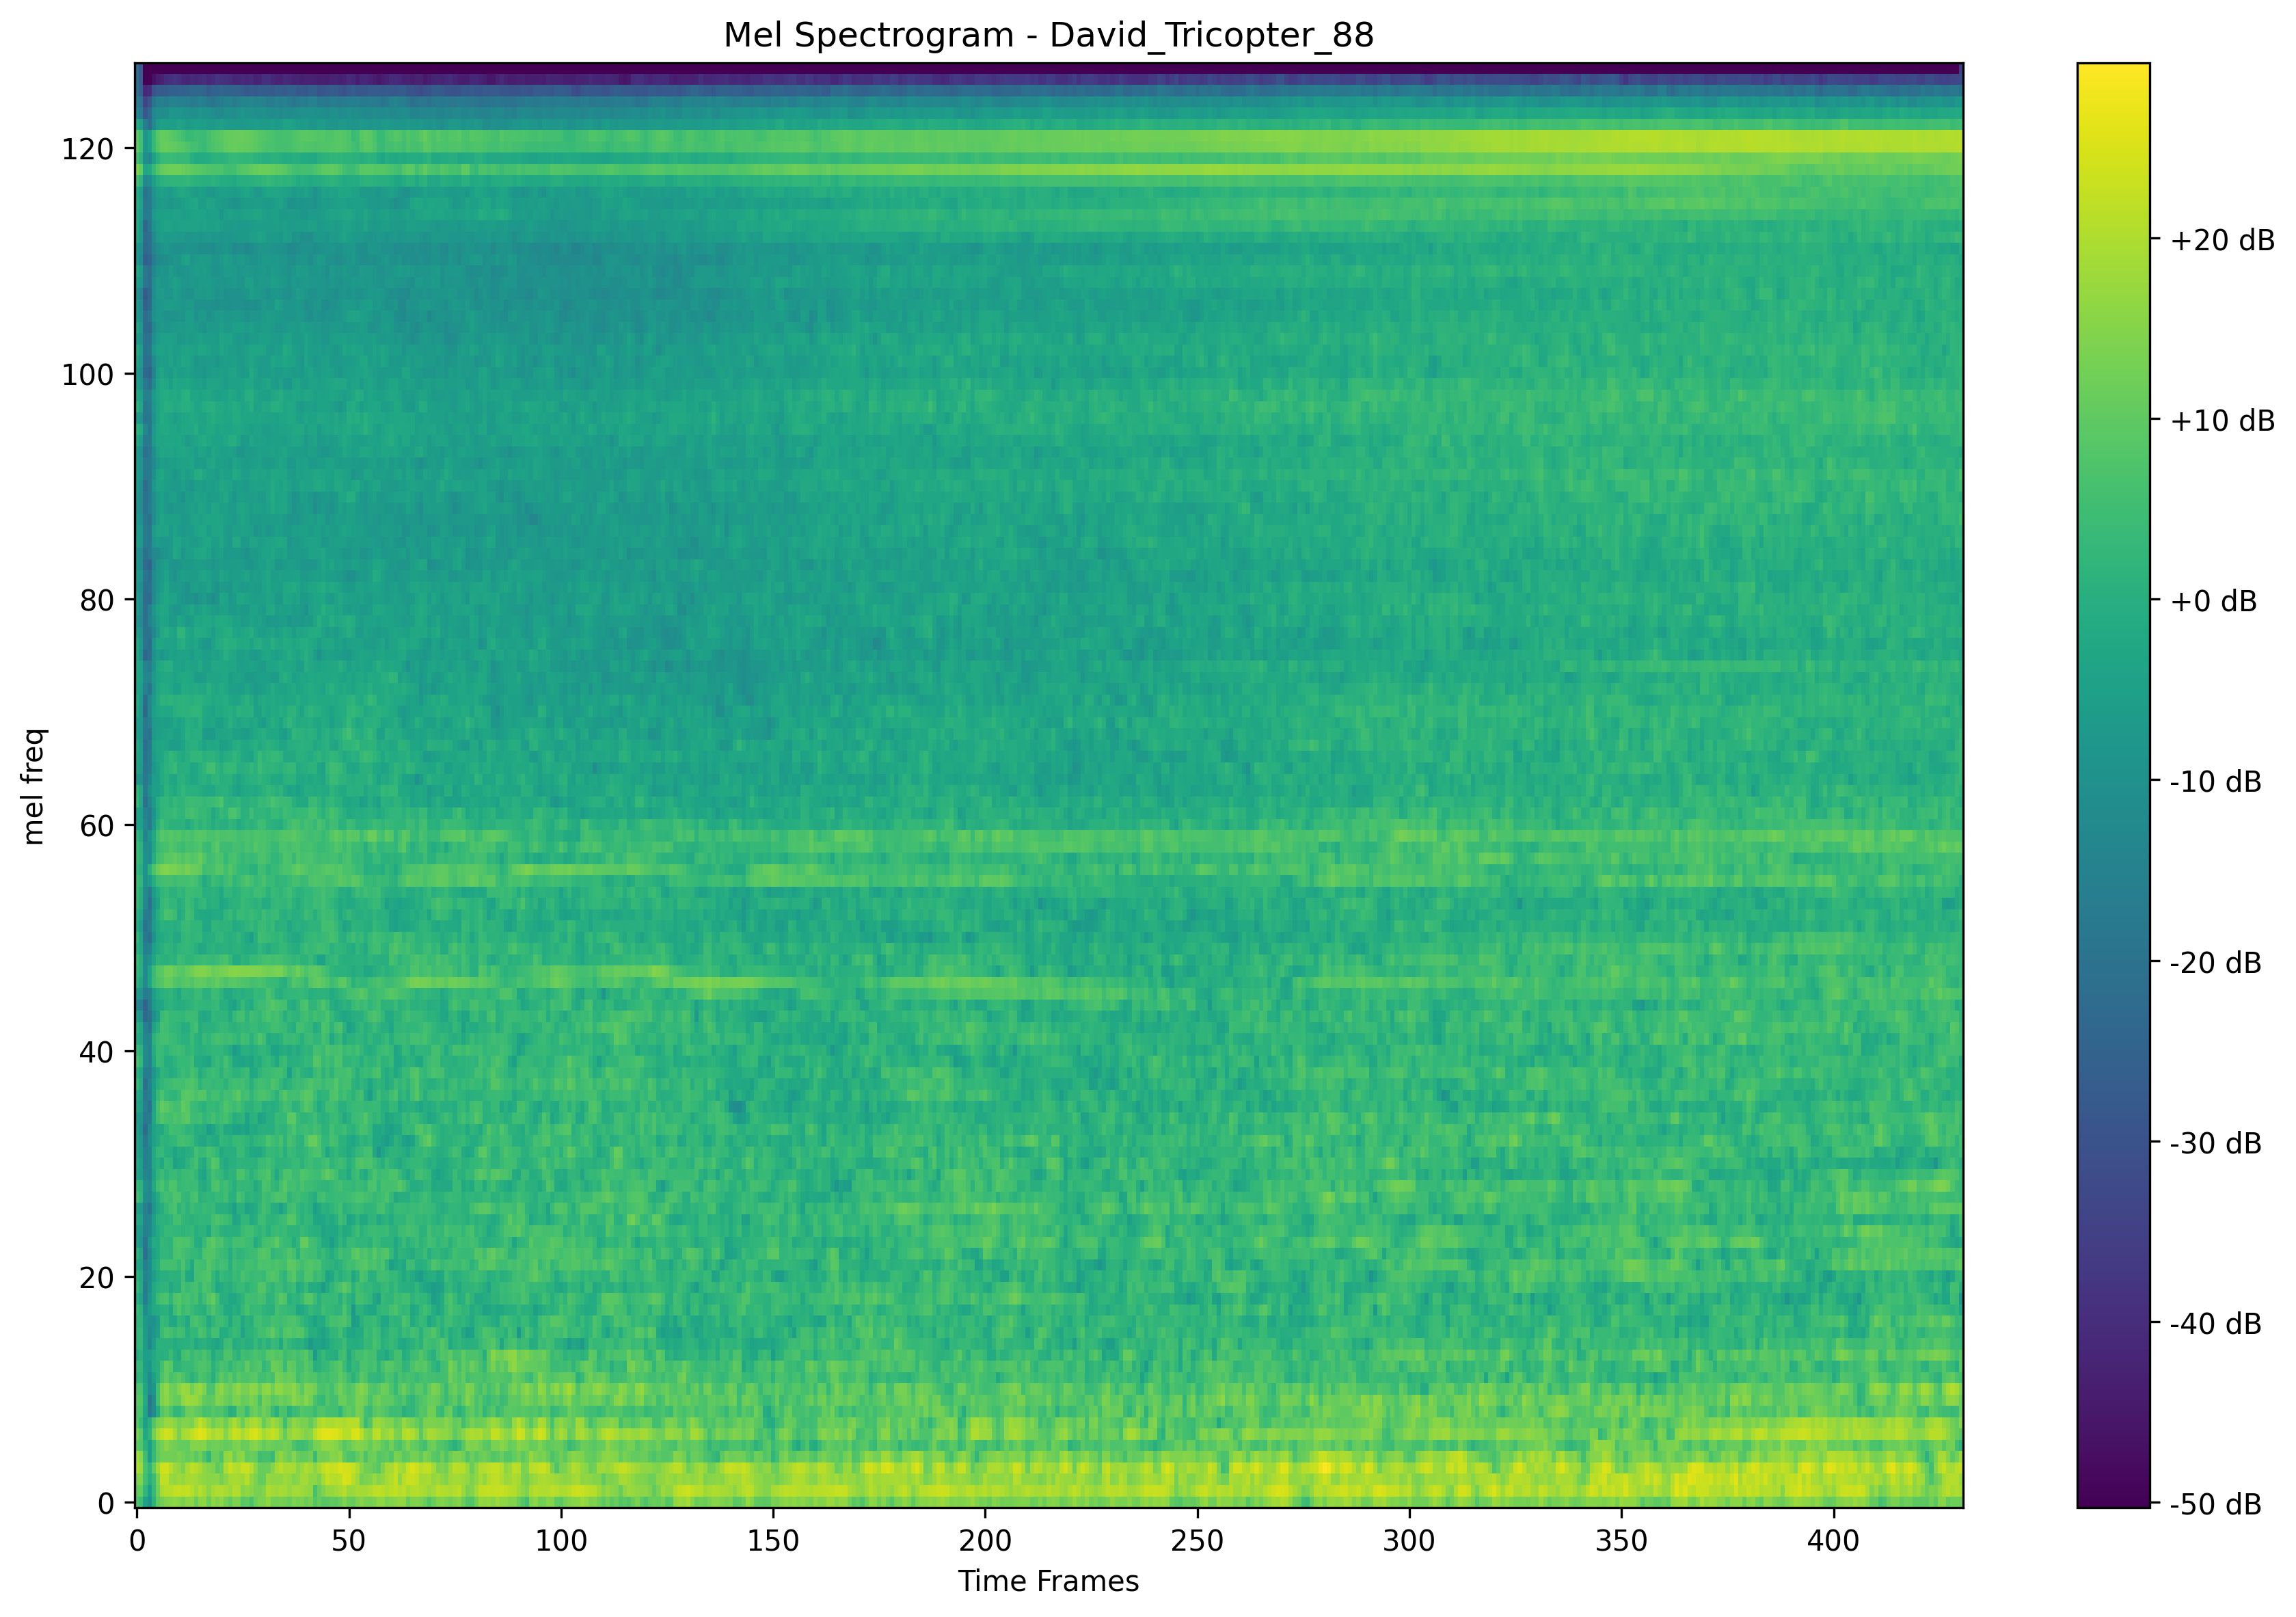 Mel Spectrogram - David_Tricopter_88
mel freq
120
100
80
60
40
20
0
0 50 100 150 200 250 300 350 400
Time Frames
+20 dB
+10 dB
+0 dB
-10 dB
-20 dB
-30 dB
-40 dB
-50 dB